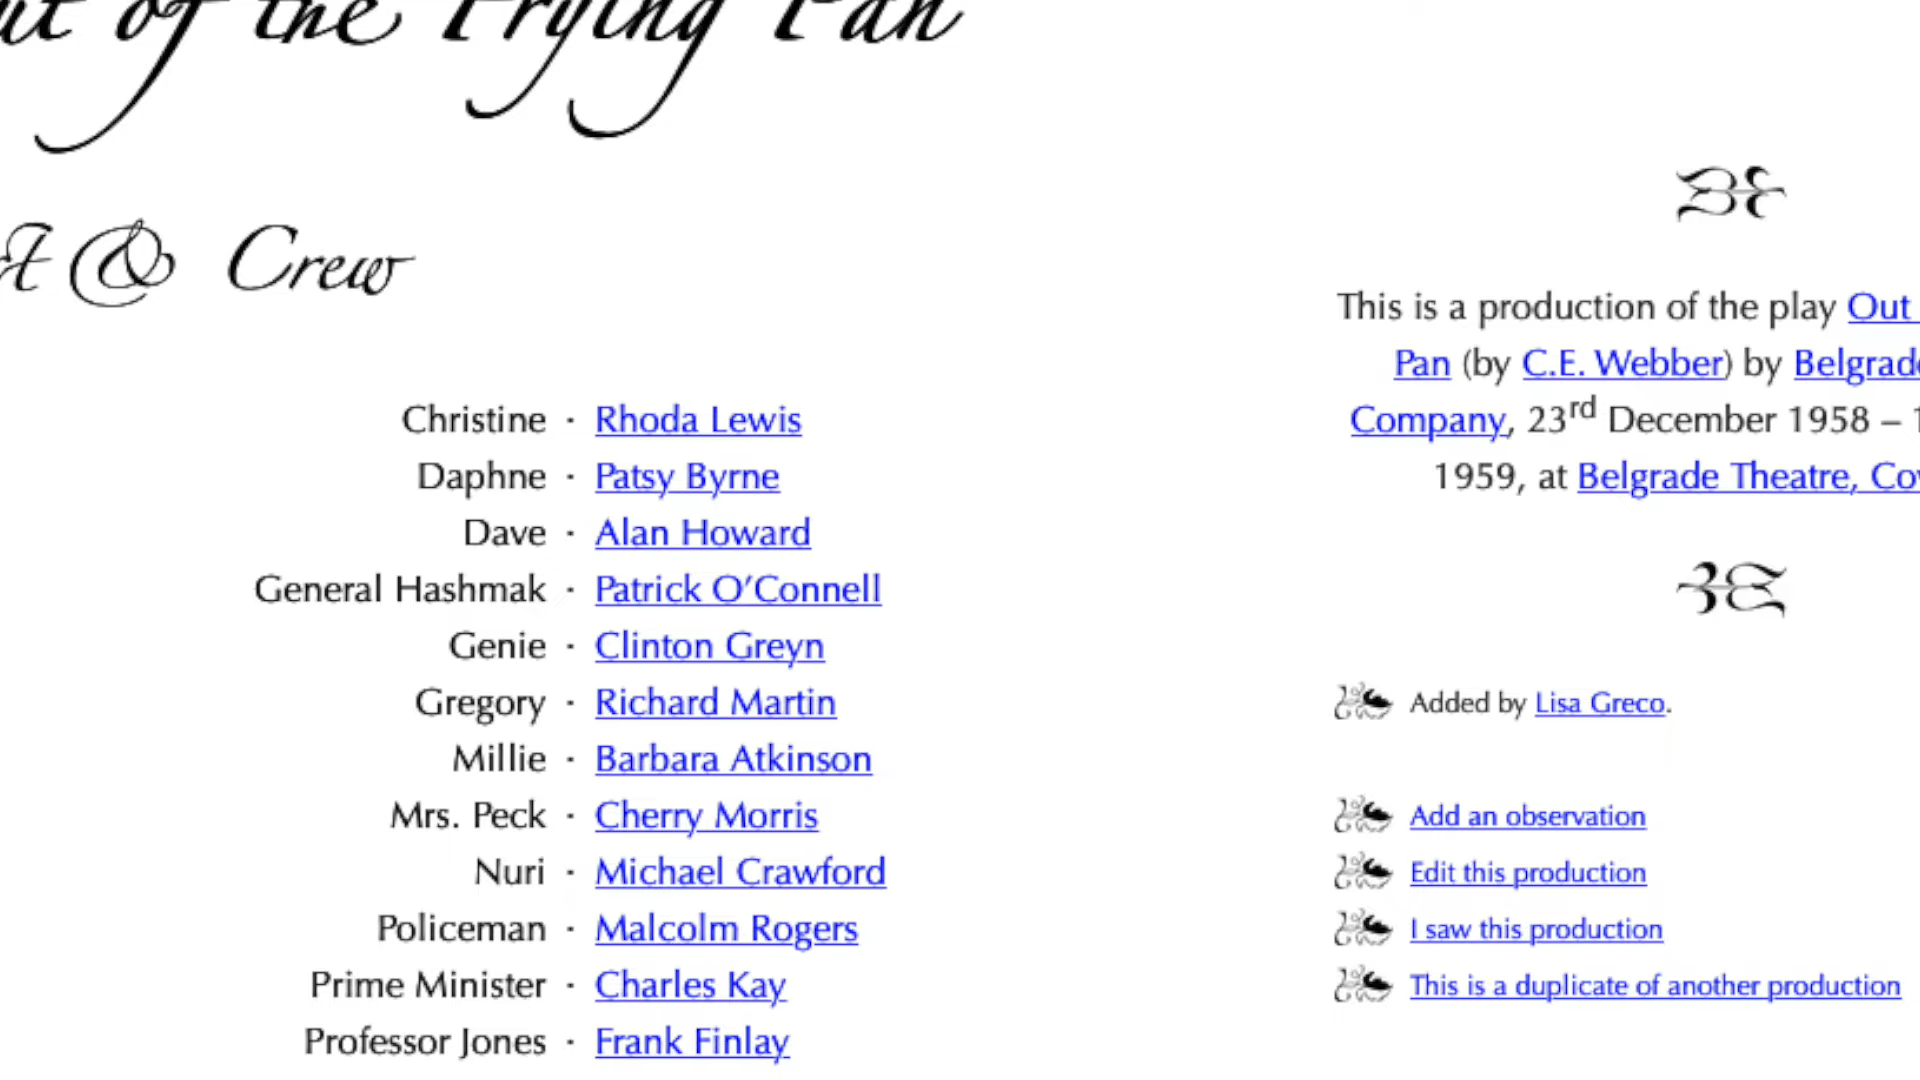 of the Frying Pan
& Crew
Christine · Rhoda Lewis
Daphne · Patsy Byrne
Dave · Alan Howard
General Hashmak · Patrick O’Connell
Genie · Clinton Greyn
Gregory · Richard Martin
Millie · Barbara Atkinson
Mrs. Peck · Cherry Morris
Nuri · Michael Crawford
Policeman · Malcolm Rogers
Prime Minister · Charles Kay
Professor Jones · Frank Finlay
This is a production of the play Out
Pan (by C.E. Webber) by
Company, 23rd December 1958 –
1959, at Belgrade Theatre,
Added by Lisa Greco.
Add an observation
Edit this production
I saw this production
This is a duplicate of another production